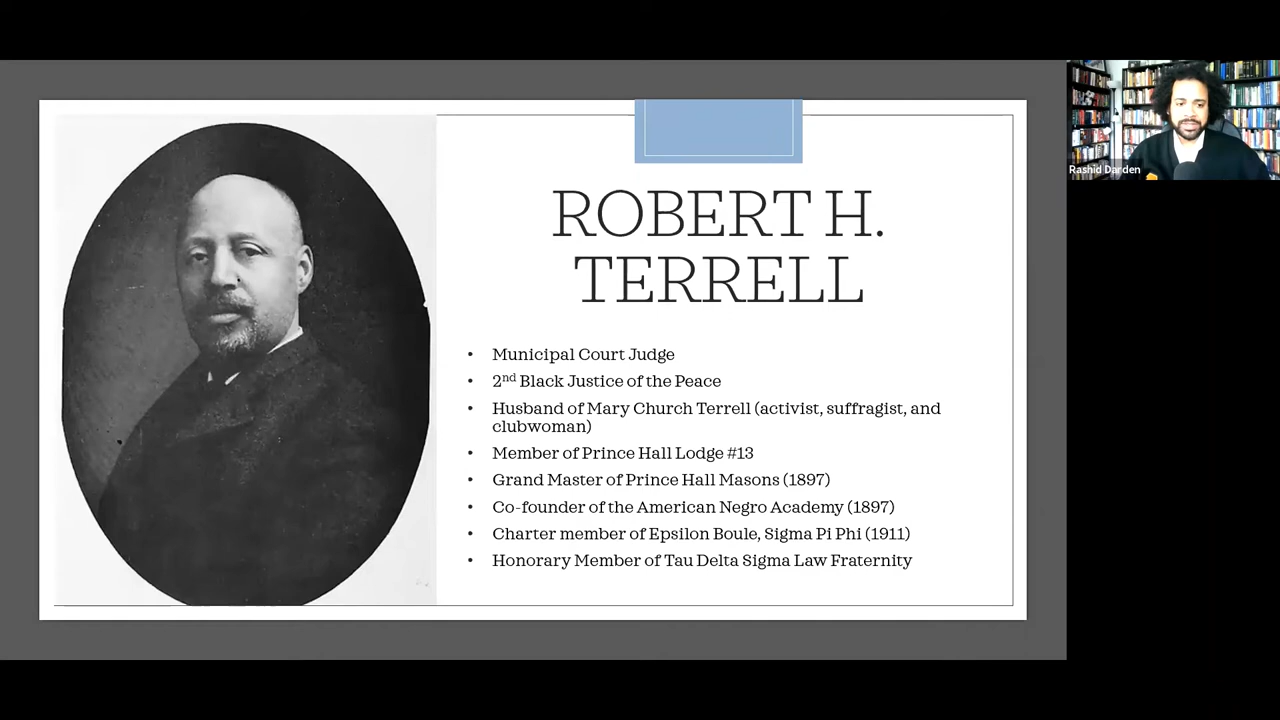 ROBERT H.
TERRELL
• Municipal Court Judge
• 2nd Black Justice of the Peace
• Husband of Mary Church Terrell (activist, suffragist, and
clubwoman)
• Member of Prince Hall Lodge #13
• Grand Master of Prince Hall Masons (1897)
• Co-founder of the American Negro Academy (1897)
• Charter member of Epsilon Boule, Sigma Pi Phi (1911)
• Honorary Member of Tau Delta Sigma Law Fraternity
Rashid Darden